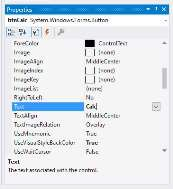 Properties
btnCalc System.Windows.Forms.Button
ForeColor ControlText
Image (none)
ImageAlign MiddleCenter
ImageIndex (none)
ImageKey (none)
ImageList (none)
RightToLeft No
Text Calc
TextAlign MiddleCenter
TextImageRelation Overlay
UseMnemonic True
UseVisualStyleBackColor True
UseWaitCursor False
Text
The text associated with the control.